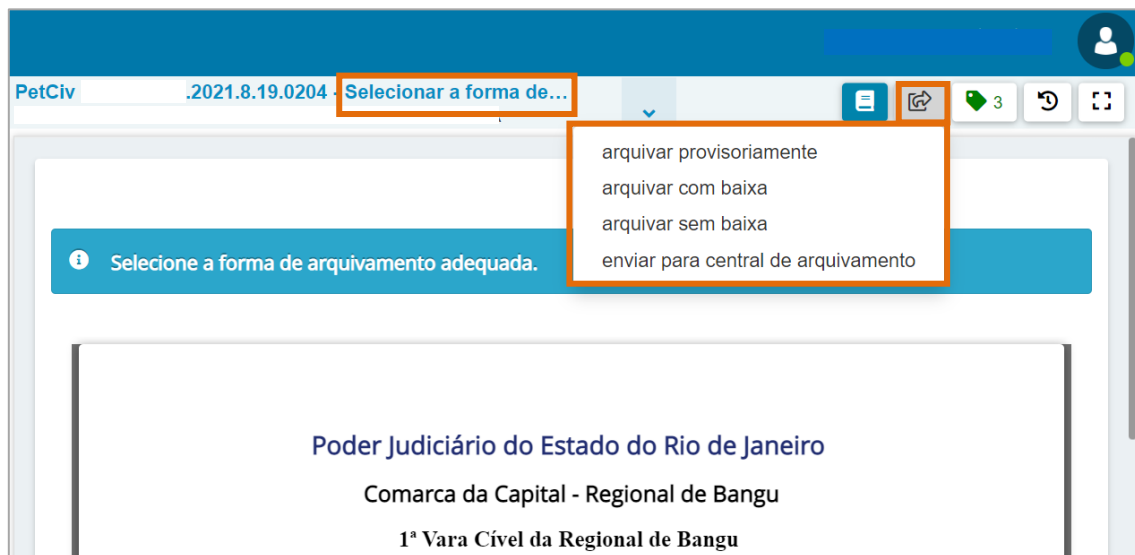 PetCiv .2021.8.19.0204 - Selecionar a forma de...
3
arquivar provisoriamente
arquivar com baixa
arquivar sem baixa
enviar para central de arquivamento
Selecione a forma de arquivamento adequada.
Poder Judiciário do Estado do Rio de Janeiro
Comarca da Capital - Regional de Bangu
1ª Vara Cível da Regional de Bangu